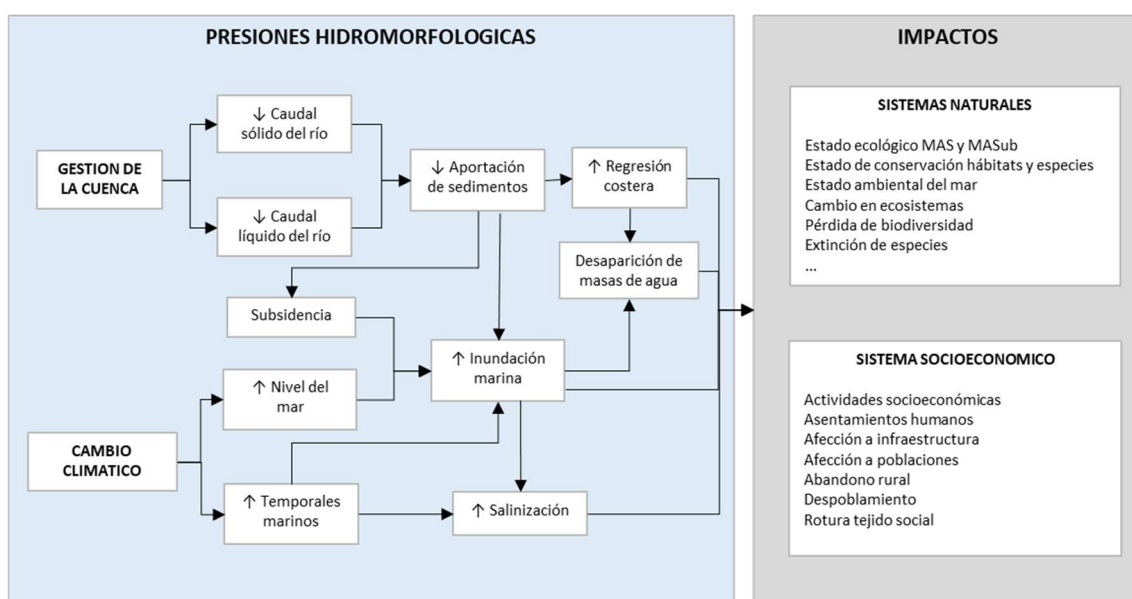 PRESIONES HIDROMORFOLOGICAS
GESTION DE
LA CUENCA
↓ Caudal
sólido del río
↓ Caudal
líquido del río
↓ Aportación
de sedimentos
↑ Regresión
costera
Desaparición de
masas de agua
Subsidencia
↑ Inundación
marina
↑ Nivel del
mar
CAMBIO
CLIMATICO
↑ Temporales
marinos
↑ Salinización
IMPACTOS
SISTEMAS NATURALES
Estado ecológico MAS y MASub
Estado de conservación hábitats y especies
Estado ambiental del mar
Cambio en ecosistemas
Pérdida de biodiversidad
Extinción de especies
...
SISTEMA SOCIOECONOMICO
Actividades socioeconómicas
Asentamientos humanos
Afección a infraestructura
Afección a poblaciones
Abandono rural
Despoblamiento
Rotura tejido social